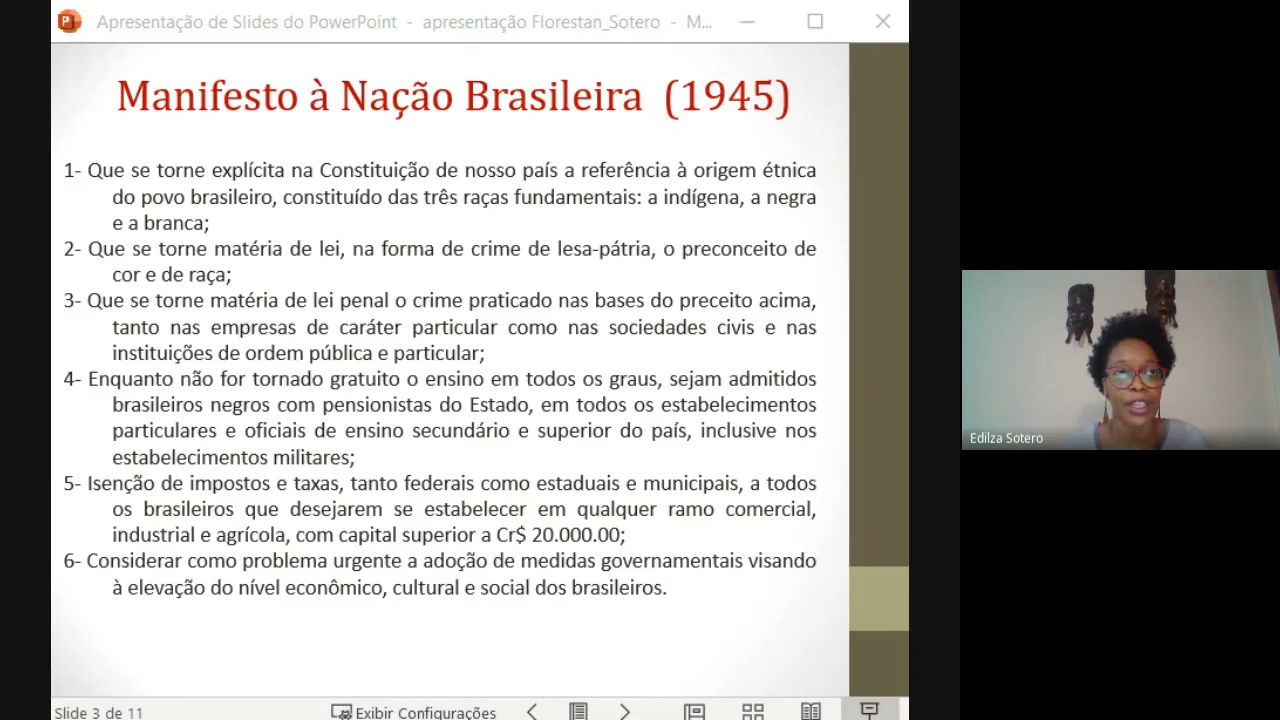 Apresentação de Slides do PowerPoint - apresentação Florestan_Sotero - M...
Manifesto à Nação Brasileira (1945)
1- Que se torne explícita na Constituição de nosso país a referência à origem étnica
do povo brasileiro, constituído das três raças fundamentais: a indígena, a negra
e a branca;
2- Que se torne matéria de lei, na forma de crime de lesa-pátria, o preconceito de
cor e de raça;
3- Que se torne matéria de lei penal o crime praticado nas bases do preceito acima,
tanto nas empresas de caráter particular como nas sociedades civis e nas
instituições de ordem pública e particular;
4- Enquanto não for tornado gratuito o ensino em todos os graus, sejam admitidos
brasileiros negros com pensionistas do Estado, em todos os estabelecimentos
particulares e oficiais de ensino secundário e superior do país, inclusive nos
estabelecimentos militares;
5- Isenção de impostos e taxas, tanto federais como estaduais e municipais, a todos
os brasileiros que desejarem se estabelecer em qualquer ramo comercial,
industrial e agrícola, com capital superior a Cr$ 20.000.00;
6- Considerar como problema urgente a adoção de medidas governamentais visando
à elevação do nível econômico, cultural e social dos brasileiros.
Edilza Sotero
Slide 3 de 11
Exibir Configurações